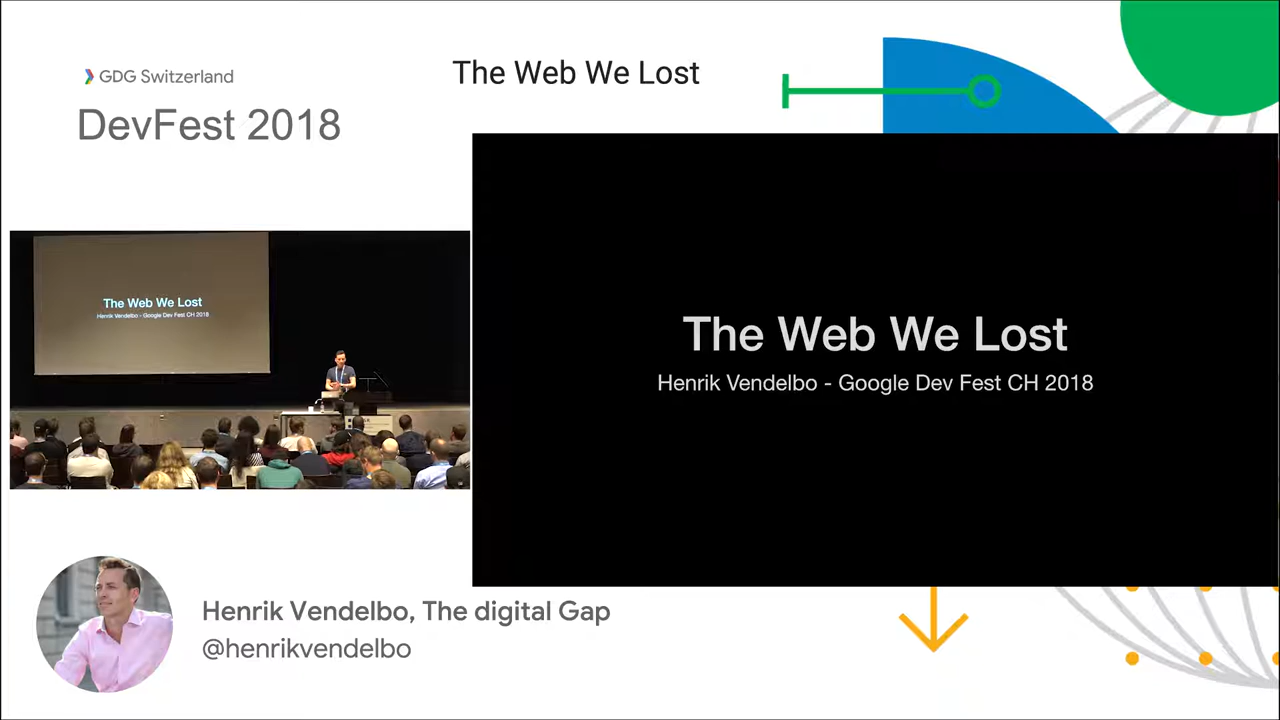 GDG Switzerland
The Web We Lost
DevFest 2018
The Web We Lost
Henrik Vendelbo - Google Dev Fest CH 2018
The Web We Lost
Henrik Vendelbo - Google Dev Fest CH 2018
Henrik Vendelbo, The digital Gap
@henrikvendelbo